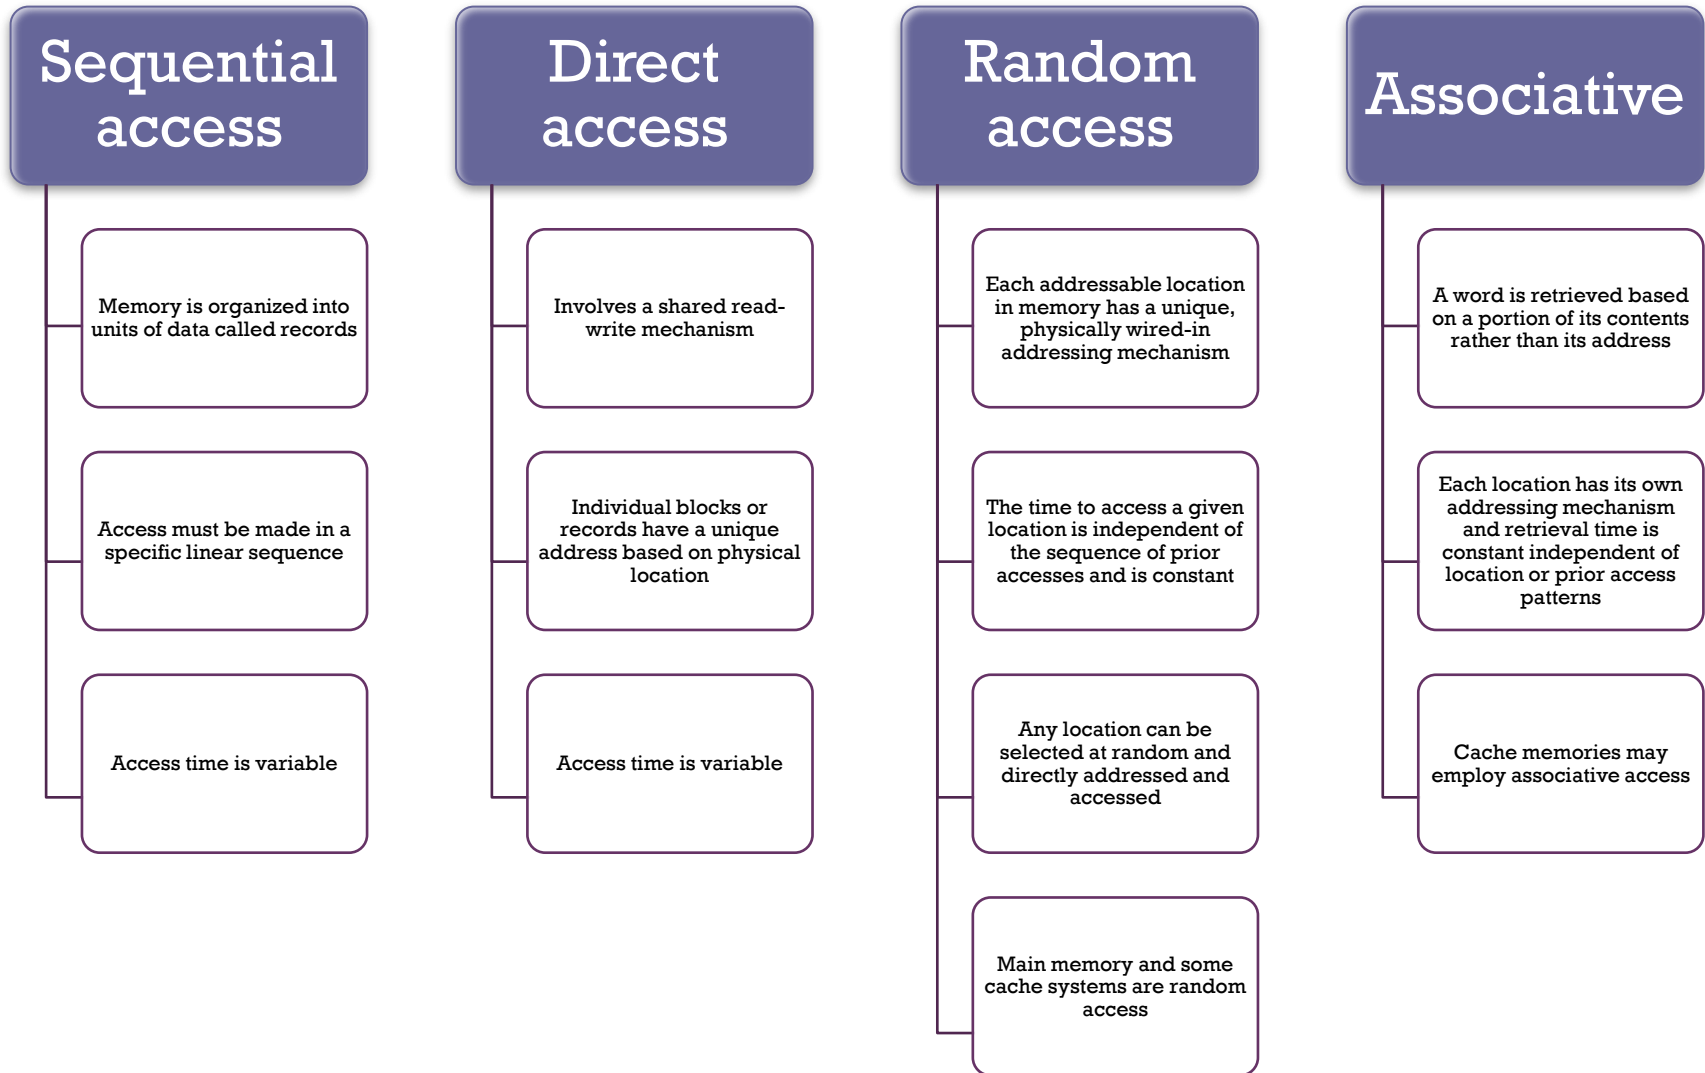 Sequential
access
Memory is organized into
units of data called records
Access must be made in a
specific linear sequence
Access time is variable
Direct
access
Involves a shared read-
write mechanism
Individual blocks or
records have a unique
address based on physical
location
Access time is variable
Random
access
Each addressable location
in memory has a unique,
physically wired-in
addressing mechanism
The time to access a given
location is independent of
the sequence of prior
accesses and is constant
Any location can be
selected at random and
directly addressed and
accessed
Main memory and some
cache systems are random
access
Associative
A word is retrieved based
on a portion of its contents
rather than its address
Each location has its own
addressing mechanism
and retrieval time is
constant independent of
location or prior access
patterns
Cache memories may
employ associative access